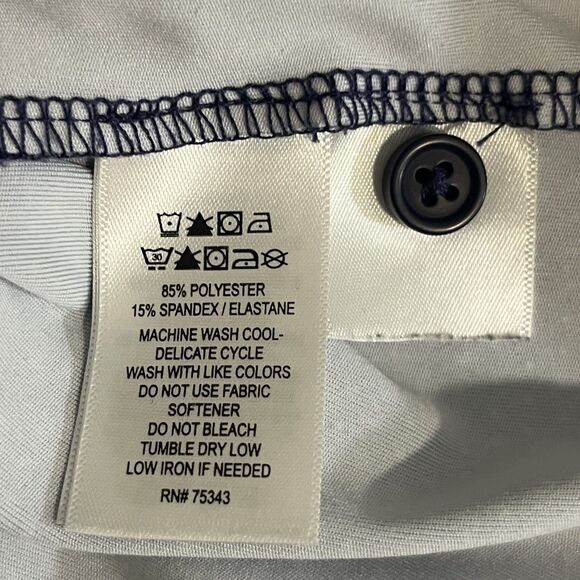 30
85% POLYESTER
15% SPANDEX / ELASTANE
MACHINE WASH COOL-
DELICATE CYCLE
WASH WITH LIKE COLORS
DO NOT USE FABRIC
SOFTENER
DO NOT BLEACH
TUMBLE DRY LOW
LOW IRON IF NEEDED
RN# 75343